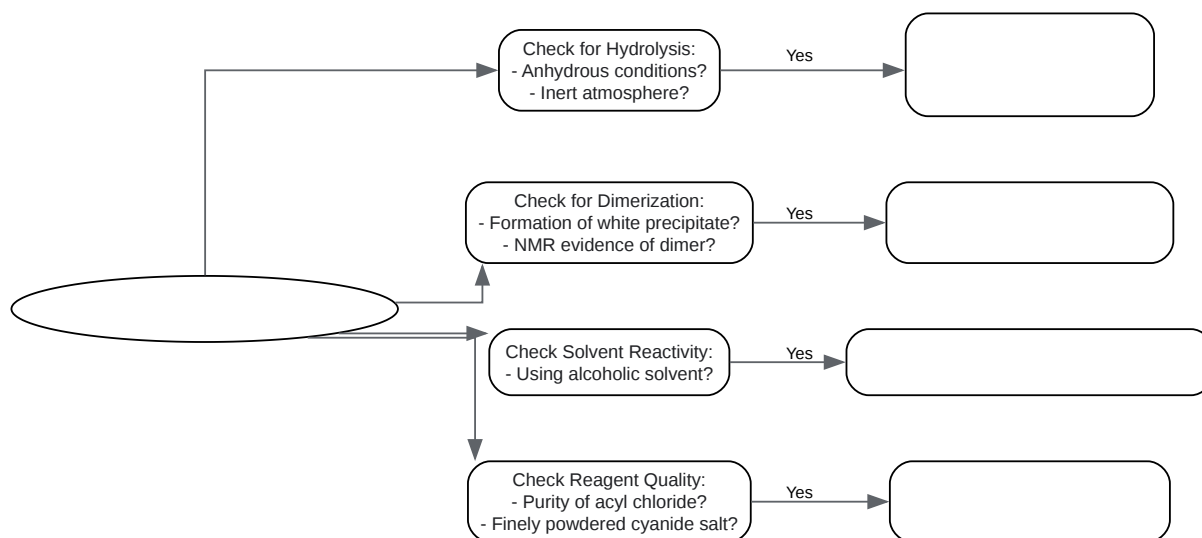 Check for Hydrolysis:
- Anhydrous conditions?
- Inert atmosphere?
Yes
Check for Dimerization:
- Formation of white precipitate?
- NMR evidence of dimer?
Yes
Check Solvent Reactivity:
- Using alcoholic solvent?
Yes
Check Reagent Quality:
- Purity of acyl chloride?
- Finely powdered cyanide salt?
Yes